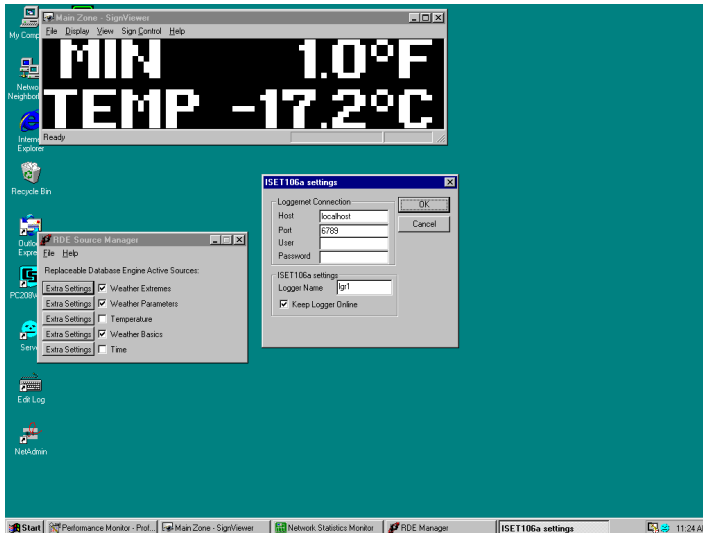 My Comp
Main Zone - SignViewer
File Display View Sign Control Help
MIN 1.0°F
TEMP -17.2°C
Ready
Netwo
Neighborh
Interne
Explorer
Recycle Bin
Outlo
Expre
PC208W
Serve
Edit Log
NetAdmin
RDE Source Manager
File Help
Replaceable Database Engine Active Sources:
Extra Settings Weather Extremes
Extra Settings Weather Parameters
Extra Settings Temperature
Extra Settings Weather Basics
Extra Settings Time
ISET106a settings
Loggernet Connection
Host localhost
Port 6789
User
Password
OK
Cancel
ISET106a settings
Logger Name lgr1
Keep Logger Online
Start
Performance Monitor - Prof...
Main Zone - SignViewer
Network Statistics Monitor
RDE Manager
ISET106a settings
11:24 A